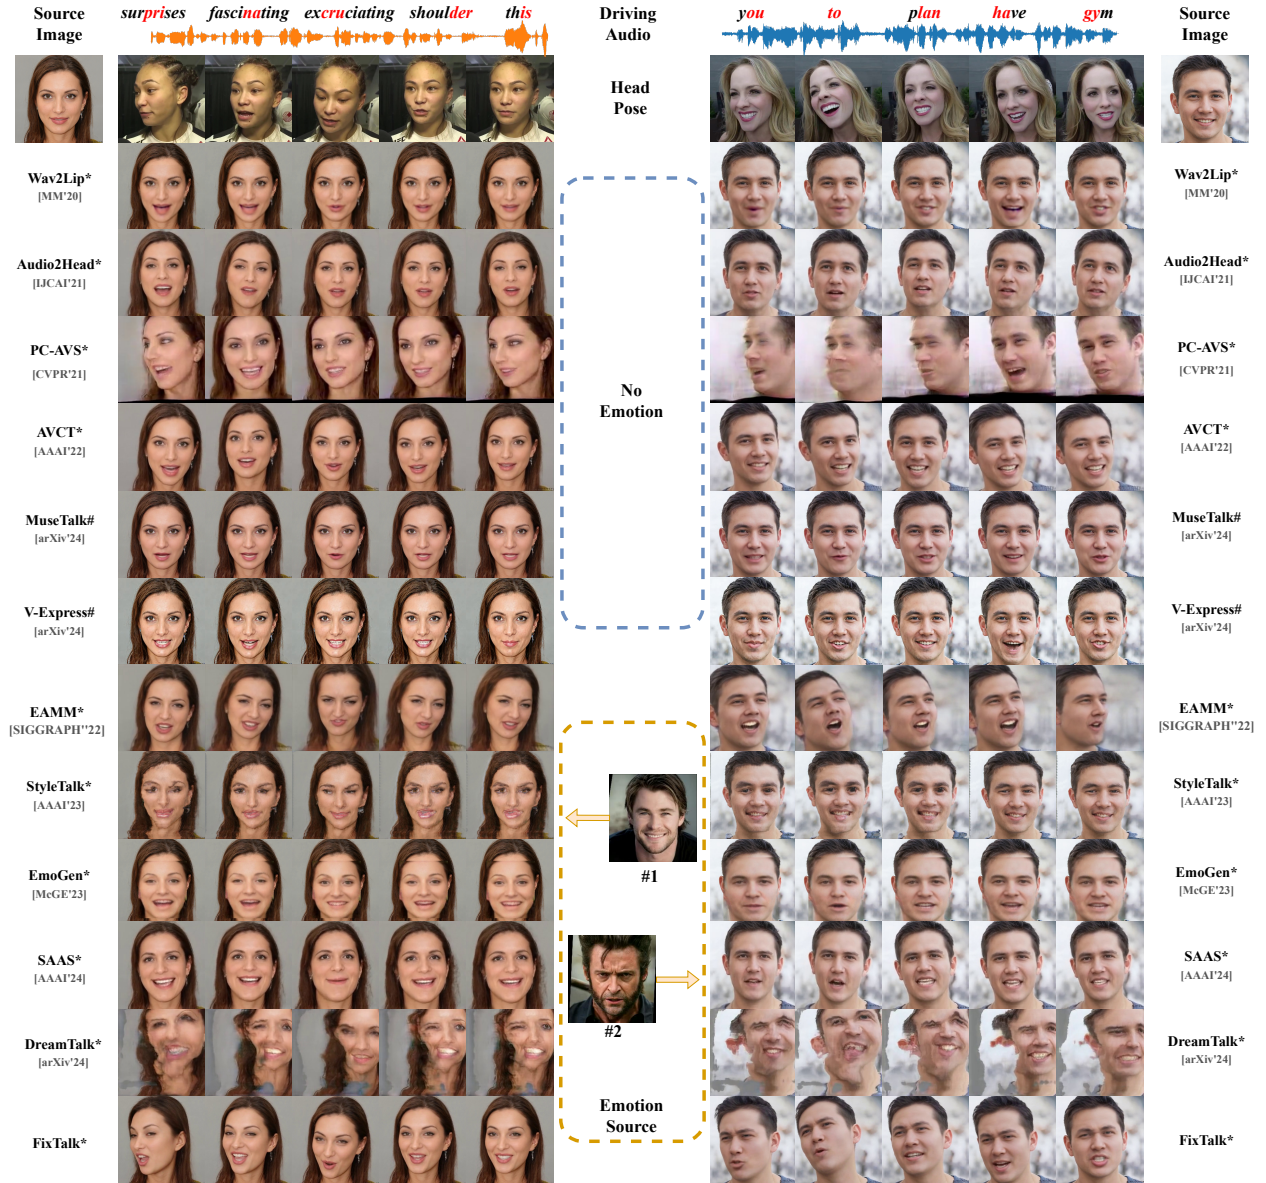 Source
Image
surprises fascinating excruciating shoulder this
Driving
Audio
you to plan have gym
Source
Image
Head
Pose
Wav2Lip*
[MM'20]
Wav2Lip*
[MM'20]
Audio2Head*
[IJCAI'21]
Audio2Head*
[IJCAI'21]
PC-AVS*
[CVPR'21]
PC-AVS*
[CVPR'21]
No
Emotion
AVCT*
[AAAI'22]
AVCT*
[AAAI'22]
MuseTalk#
[arXiv'24]
MuseTalk#
[arXiv'24]
V-Express#
[arXiv'24]
V-Express#
[arXiv'24]
EAMM*
[SIGGRAPH"22]
EAMM*
[SIGGRAPH"22]
StyleTalk*
[AAAI'23]
StyleTalk*
[AAAI'23]
#1
EmoGen*
[McGE'23]
EmoGen*
[McGE'23]
SAAS*
[AAAI'24]
SAAS*
[AAAI'24]
#2
DreamTalk*
[arXiv'24]
DreamTalk*
[arXiv'24]
Emotion
Source
FixTalk*
FixTalk*